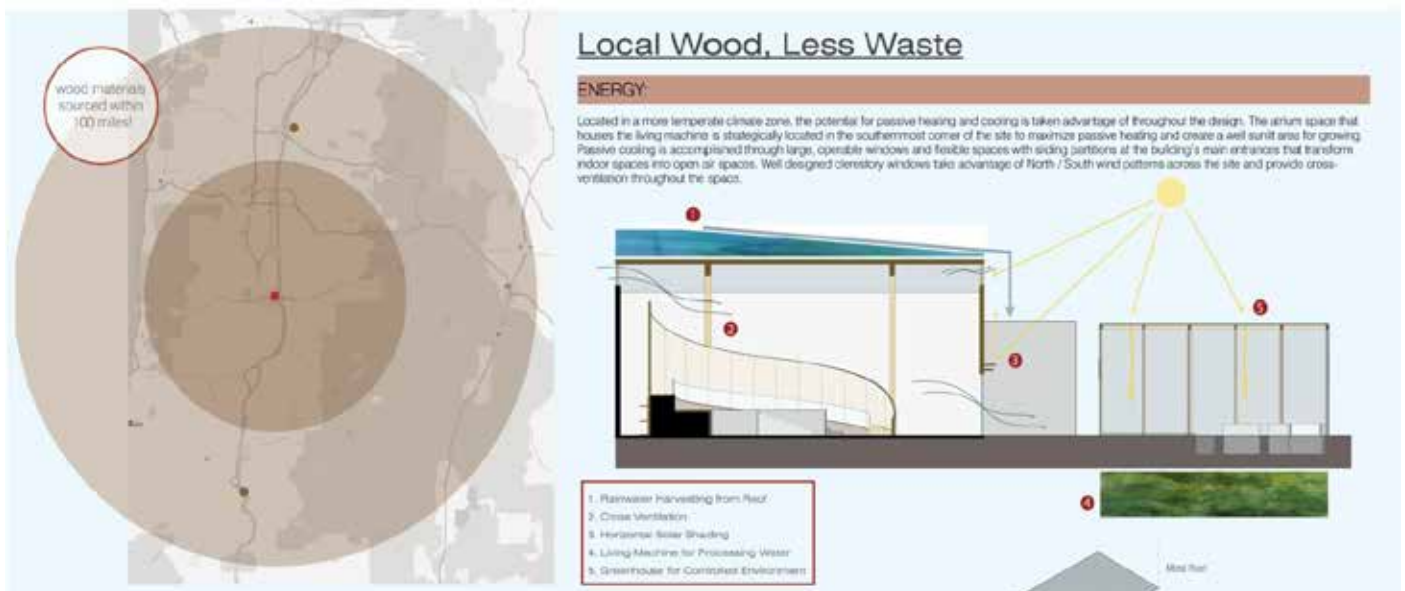 wood materials
sourced within
100 miles!
Local Wood, Less Waste
ENERGY:
Located in a more temperate climate zone, the potential for passive heating and cooling is taken advantage of throughout the design. The atrium space that
houses the living machine is strategically located in the southernmost corner of the site to maximize passive heating and create a well sunlit area for growing.
Passive cooling is accomplished through large, operable windows and flexible spaces with sliding partitions at the building's main entrances that transform
indoor spaces into open air spaces. Well designed clerestory windows take advantage of North / South wind patterns across the site and provide cross-
ventilation throughout the space.
1
2
3
5
4
1. Rainwater Harvesting from Roof
2. Cross Ventilation
3. Horizontal Solar Shading
4. Living Machine for Processing Water
5. Greenhouse for Controlled Environment
Metal Roof